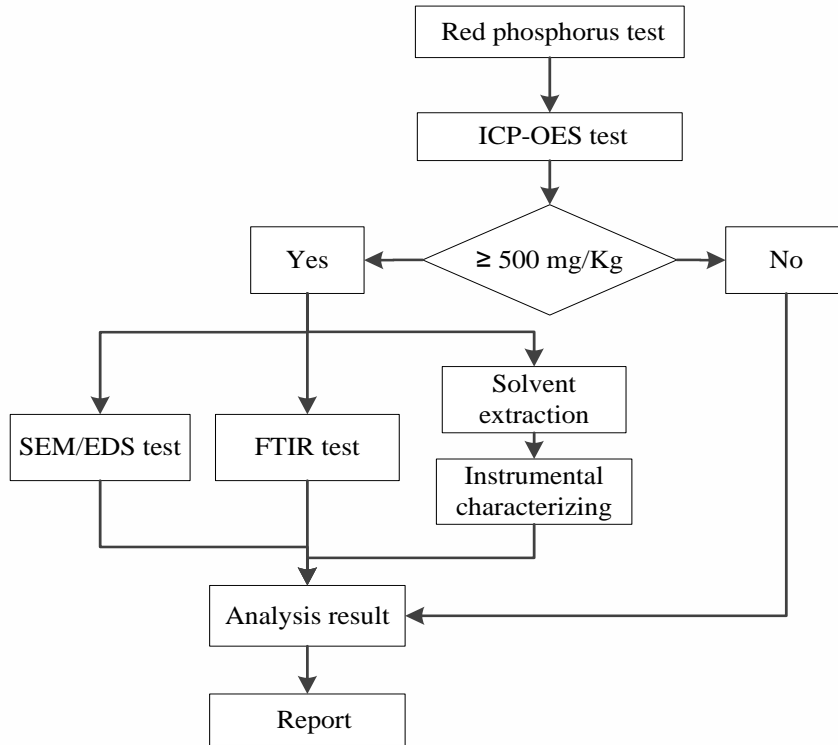 Red phosphorus test
ICP-OES test
≥ 500 mg/Kg
Yes
No
Solvent
extraction
SEM/EDS test
FTIR test
Instrumental
characterizing
Analysis result
Report